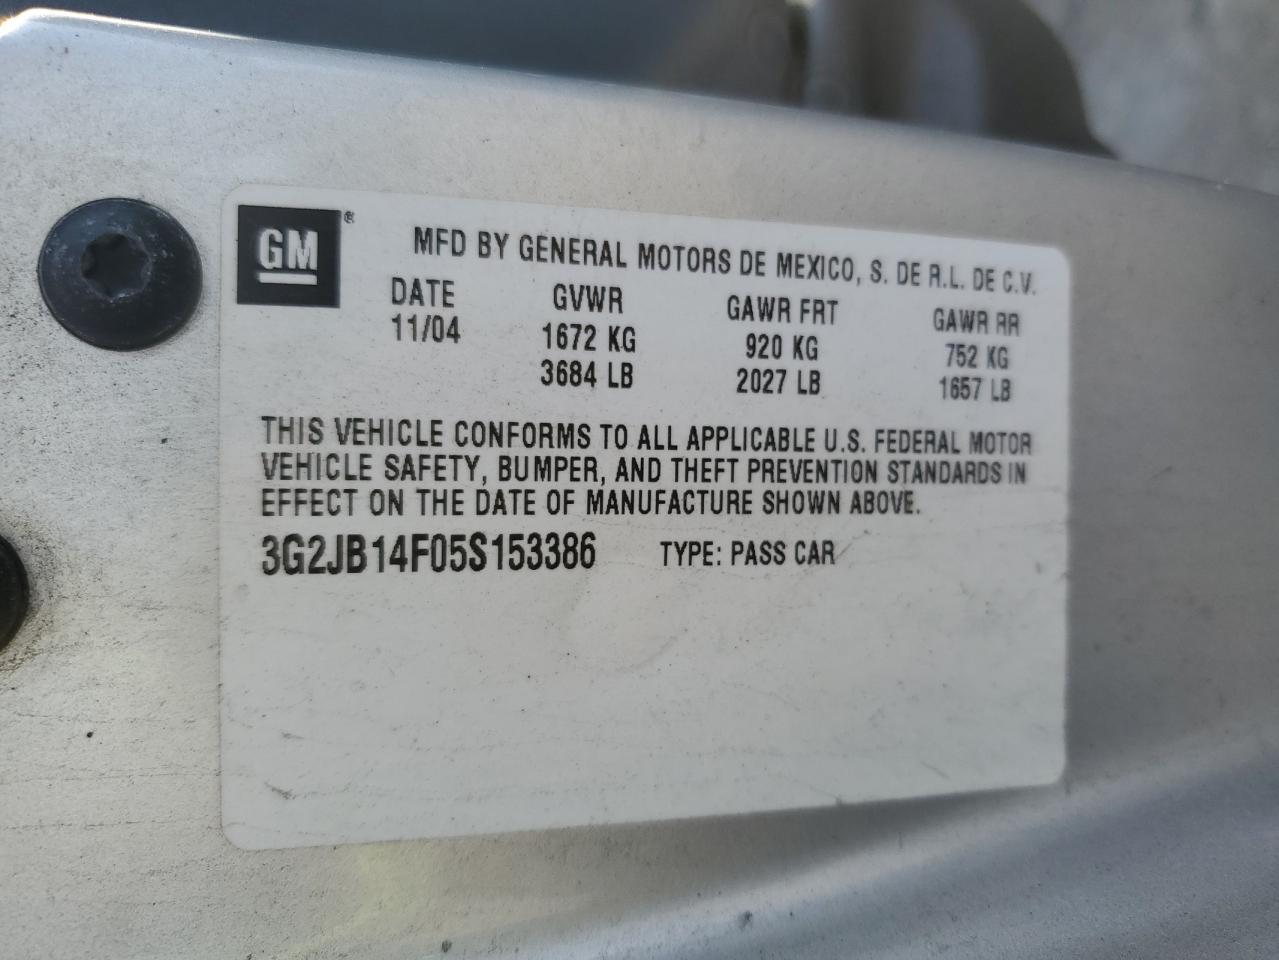 GM ®
MFD BY GENERAL MOTORS DE MEXICO, S. DE R.L. DE C.V.
DATE GVWR GAWR FRT GAWR RR
11/04 1672 KG 920 KG 752 KG
3684 LB 2027 LB 1657 LB
THIS VEHICLE CONFORMS TO ALL APPLICABLE U.S. FEDERAL MOTOR
VEHICLE SAFETY, BUMPER, AND THEFT PREVENTION STANDARDS IN
EFFECT ON THE DATE OF MANUFACTURE SHOWN ABOVE.
3G2JB14F05S153386 TYPE: PASS CAR